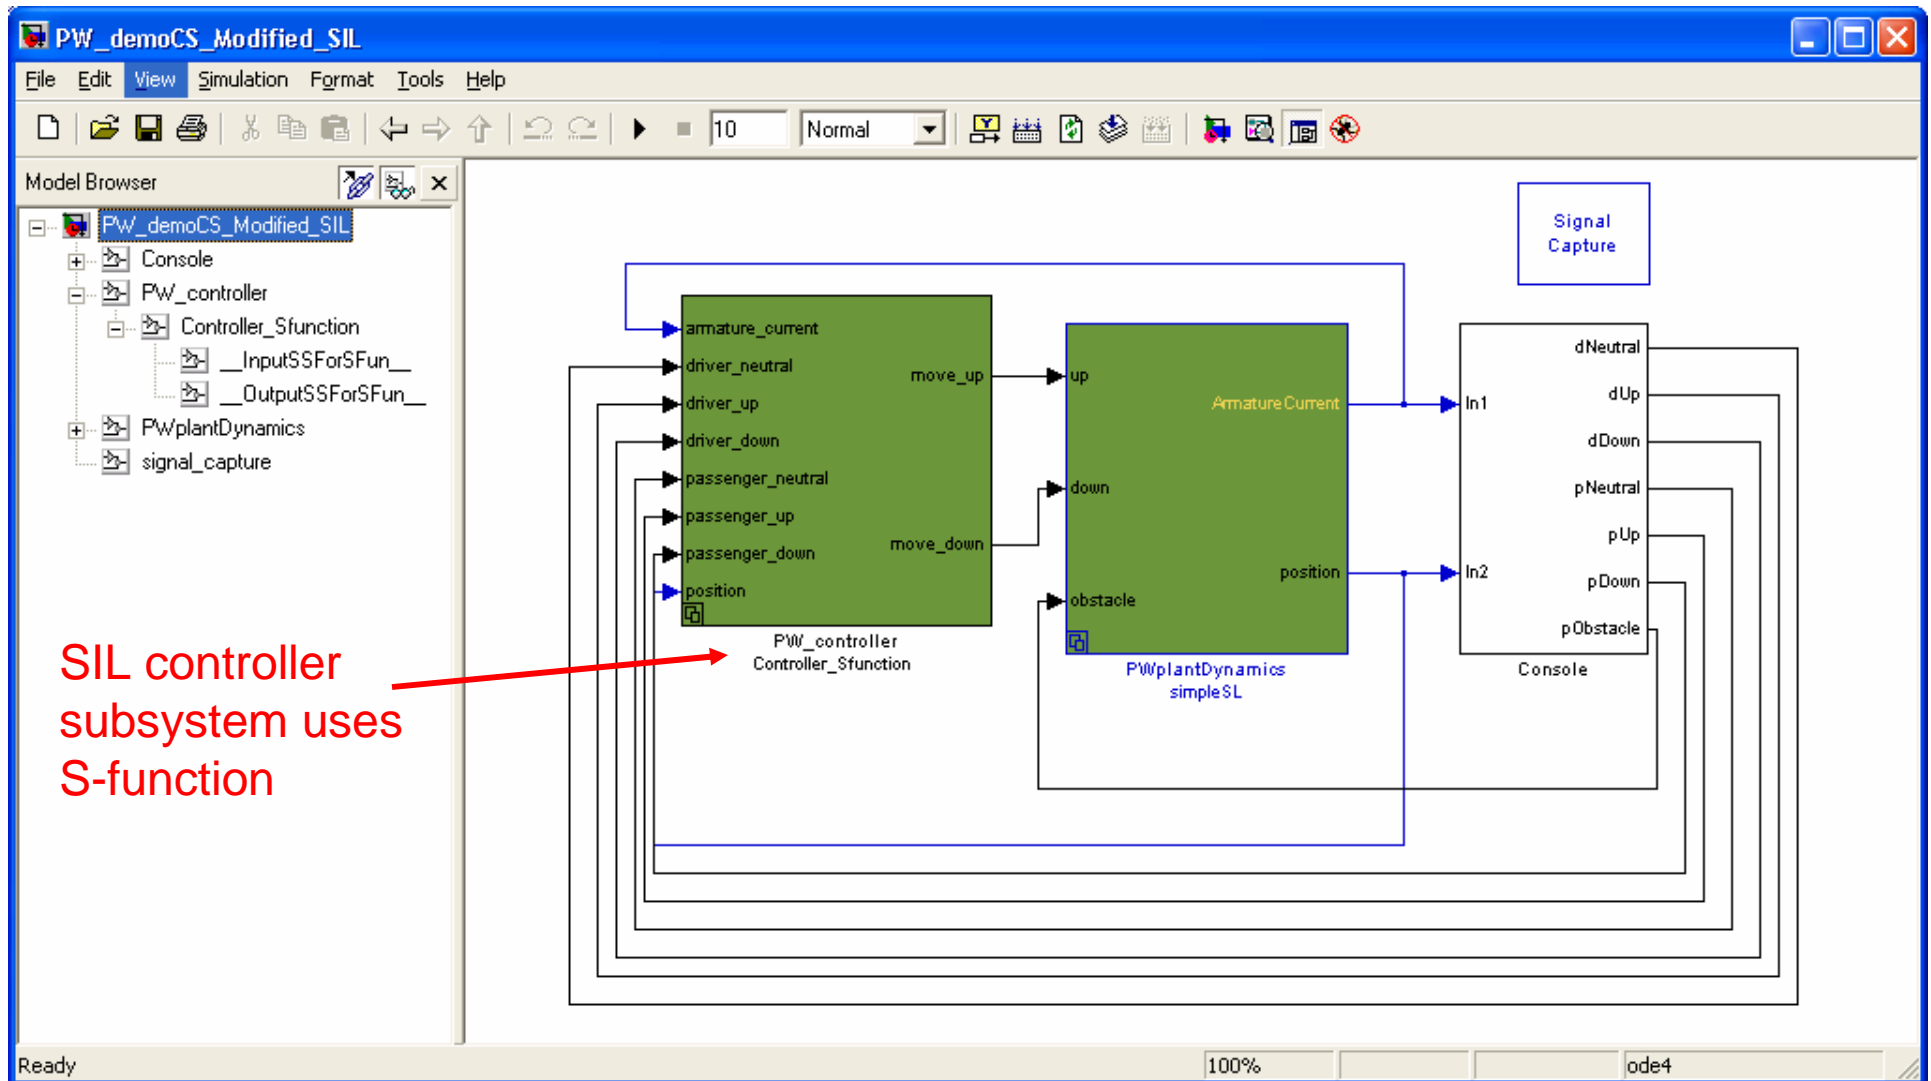 PW_demoCS_Modified_SIL
File Edit View Simulation Format Tools Help
10 Normal
Model Browser
PW_demoCS_Modified_SIL
Console
PW_controller
Controller_Sfunction
__InputSSForSFun__
__OutputSSForSFun__
PWplantDynamics
signal_capture
SIL controller
subsystem uses
S-function
Signal
Capture
armature_current
driver_neutral
driver_up
driver_down
passenger_neutral
passenger_up
passenger_down
position
move_up
move_down
PW_controller
Controller_Sfunction
up
down
obstacle
ArmatureCurrent
position
PWplantDynamics
simpleSL
In1
In2
dNeutral
dUp
dDown
pNeutral
pUp
pDown
pObstacle
Console
Ready 100% ode4